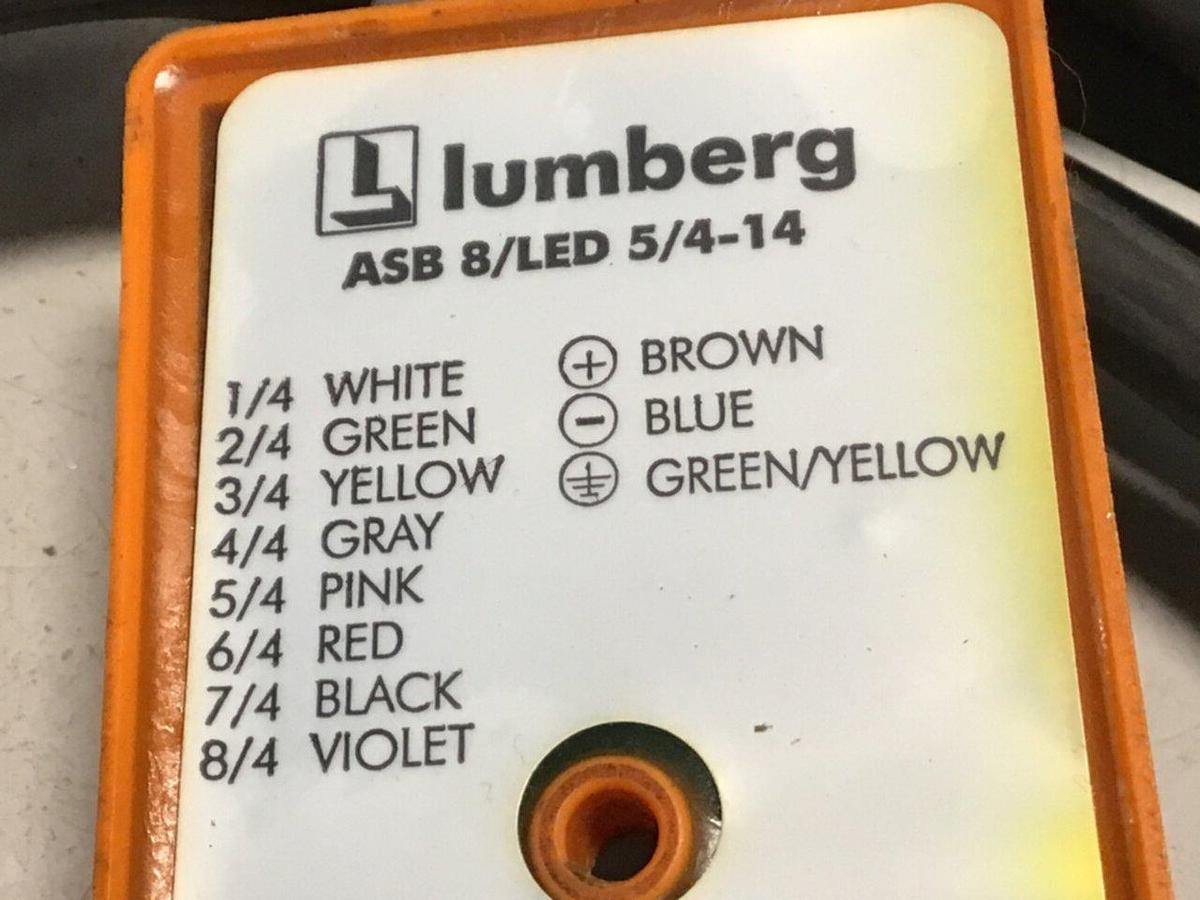 lumberg
ASB 8/LED 5/4-14
1/4 WHITE
2/4 GREEN
3/4 YELLOW
4/4 GRAY
5/4 PINK
6/4 RED
7/4 BLACK
8/4 VIOLET
+ BROWN
- BLUE
⏚ GREEN/YELLOW